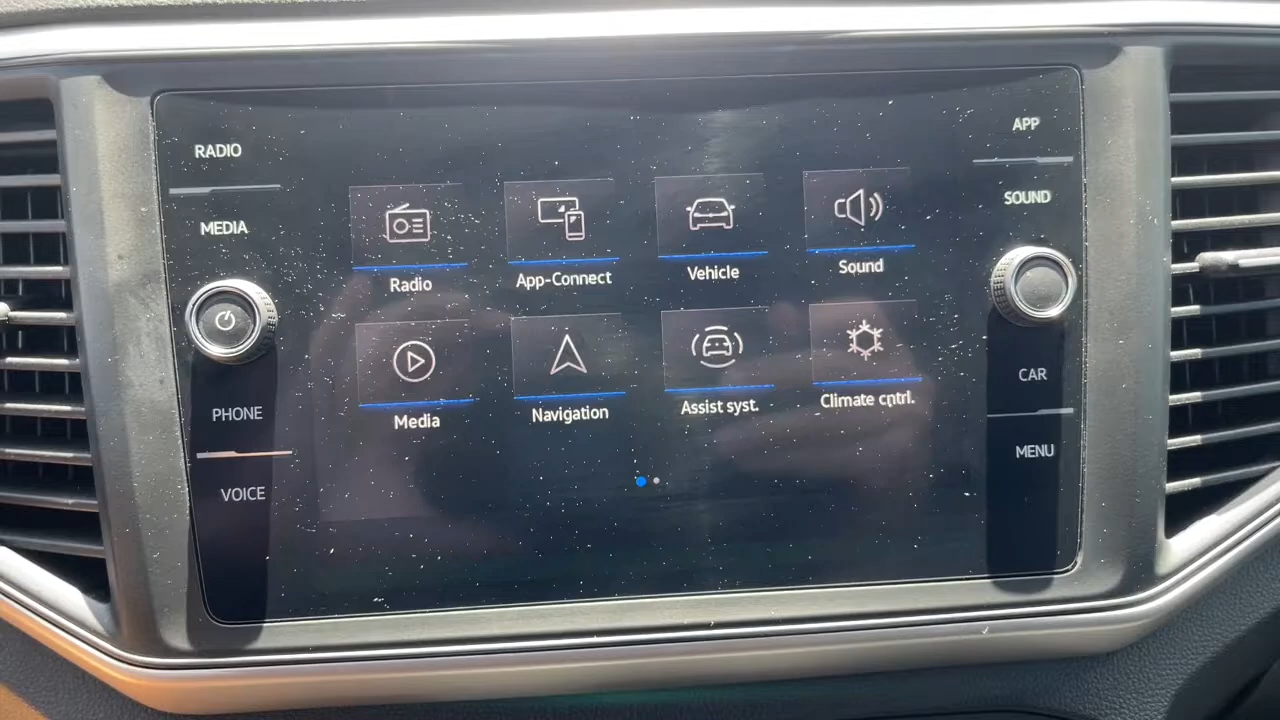 RADIO
MEDIA
PHONE
VOICE
Radio
App-Connect
Vehicle
Sound
Media
Navigation
Assist syst.
Climate cntrl.
APP
SOUND
CAR
MENU